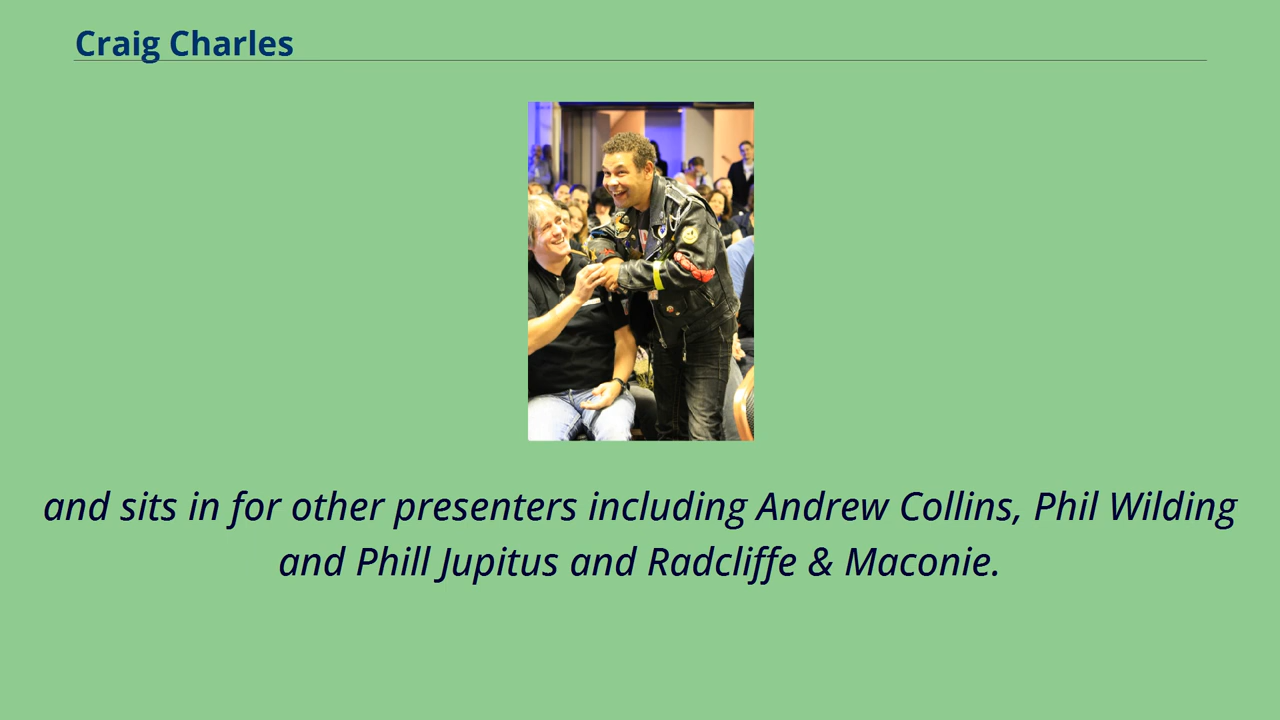 Craig Charles
and sits in for other presenters including Andrew Collins, Phil Wilding
and Phill Jupitus and Radcliffe & Maconie.